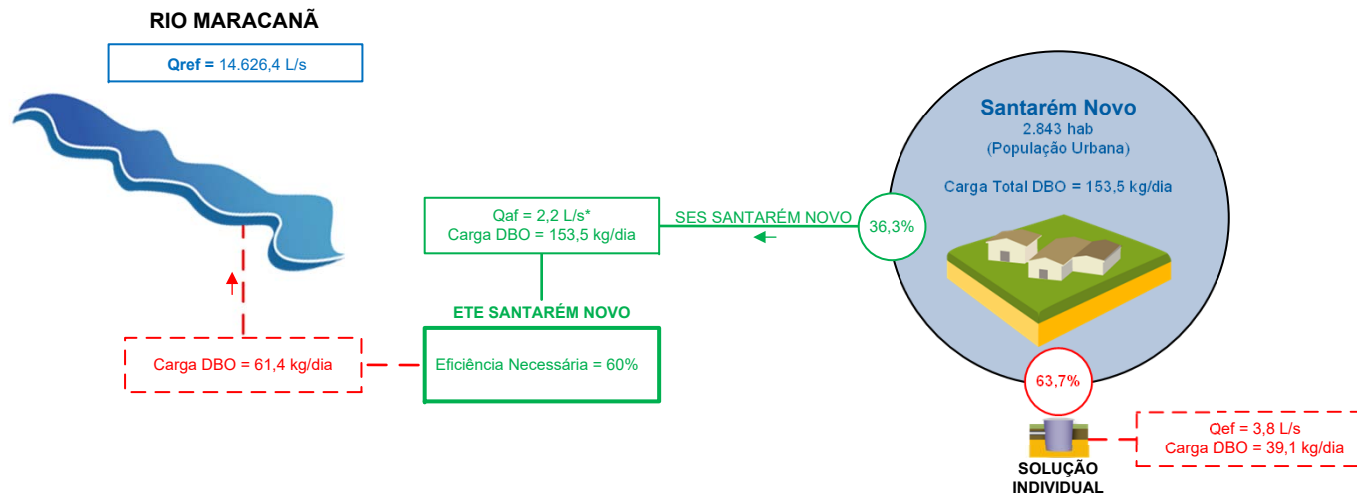 RIO MARACANÃ
Qref = 14.626,4 L/s
Santarém Novo
2.843 hab
(População Urbana)
Carga Total DBO = 153,5 kg/dia
Qaf = 2,2 L/s*
Carga DBO = 153,5 kg/dia
SES SANTARÉM NOVO
36,3%
ETE SANTARÉM NOVO
Eficiência Necessária = 60%
Carga DBO = 61,4 kg/dia
63,7%
Qef = 3,8 L/s
Carga DBO = 39,1 kg/dia
SOLUÇÃO
INDIVIDUAL